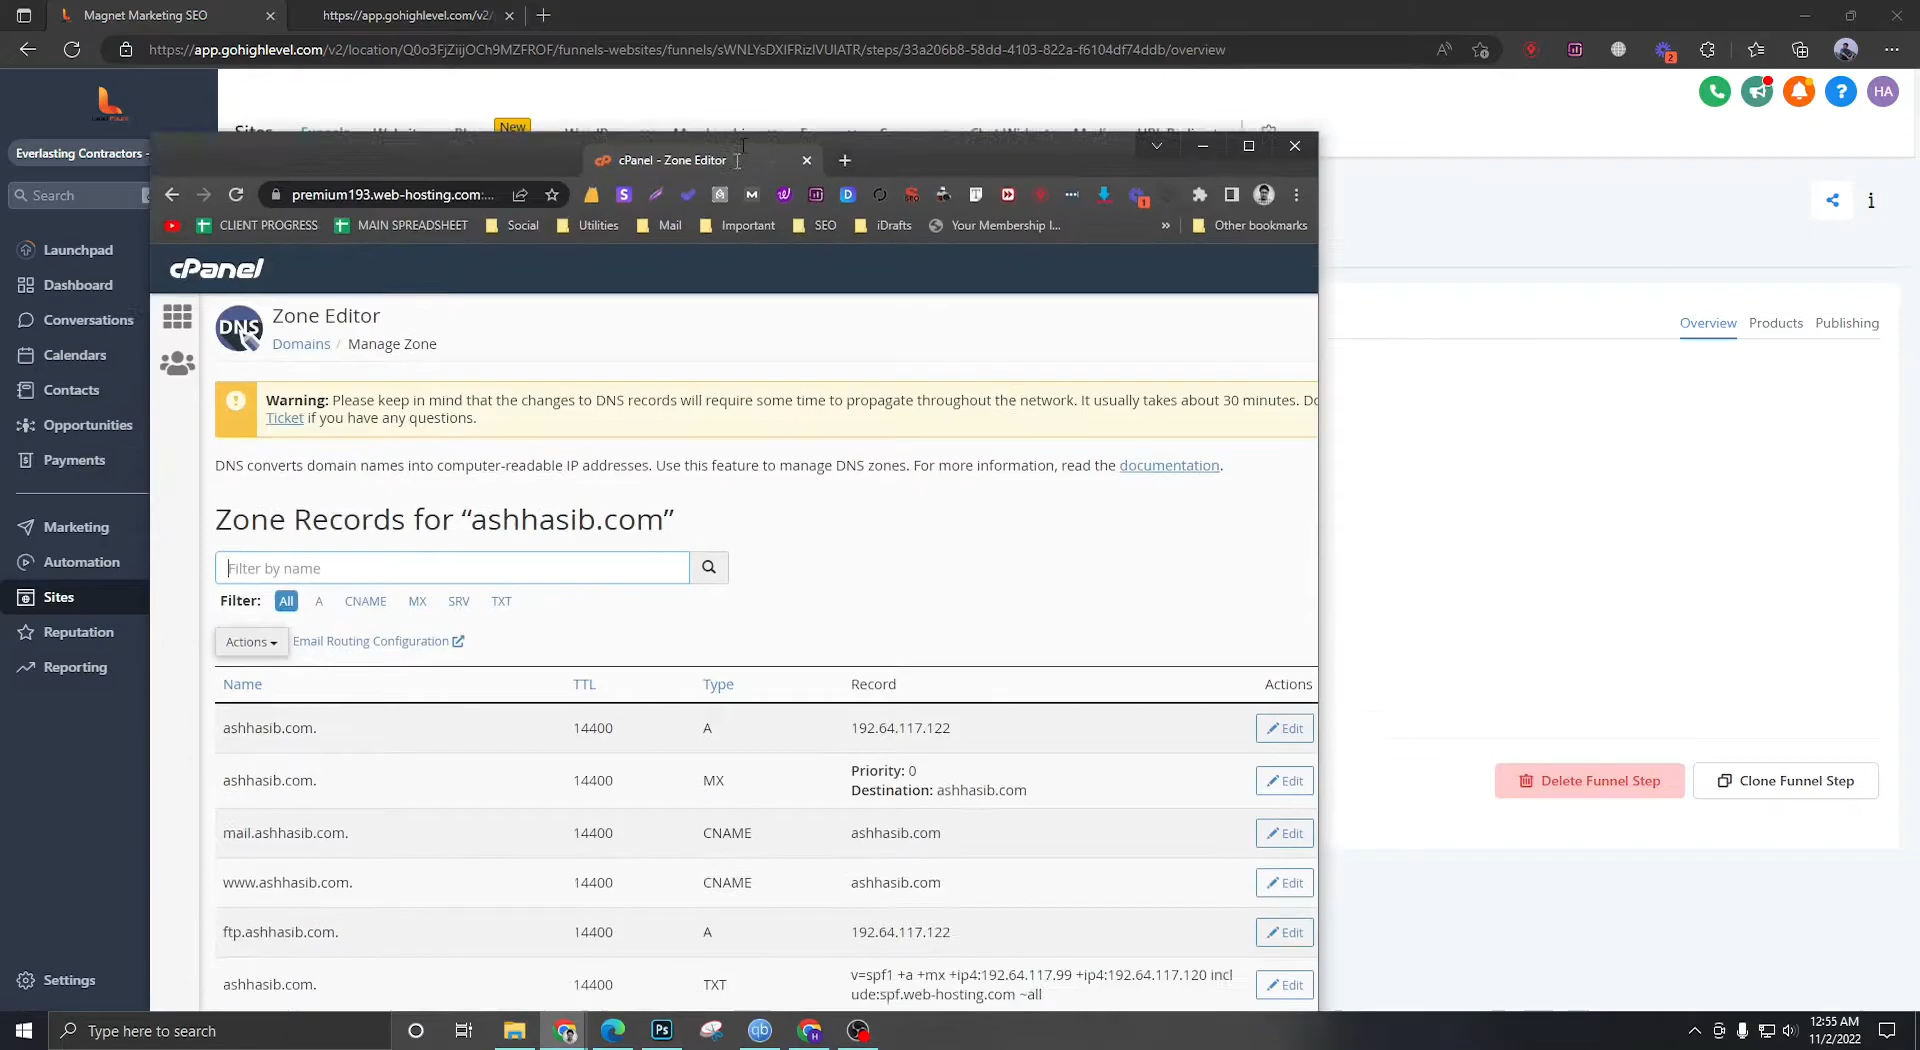 Magnet Marketing SEO
https://app.gohighlevel.com/v2/
https://app.gohighlevel.com/v2/location/Q0o3FjZiijOCh9MZFROF/funnels-websites/funnels/sWNLYsDXIFRizlVUlATR/steps/33a206b8-58dd-4103-822a-f6104df74ddb/overview
2
HA
Everlasting Contractors -
Search
Launchpad
Dashboard
Conversations
Calendars
Contacts
Opportunities
Payments
Marketing
Automation
Sites
Reputation
Reporting
Settings
Sites
New
cPanel - Zone Editor
premium193.web-hosting.com:...
1
CLIENT PROGRESS
MAIN SPREADSHEET
Social
Utilities
Mail
Important
SEO
iDrafts
Your Membership I...
»
Other bookmarks
cPanel
DNS
Zone Editor
Domains / Manage Zone
Warning: Please keep in mind that the changes to DNS records will require some time to propagate throughout the network. It usually takes about 30 minutes. Do
Ticket if you have any questions.
DNS converts domain names into computer-readable IP addresses. Use this feature to manage DNS zones. For more information, read the documentation.
Zone Records for “ashhasib.com”
Filter by name
Filter: All A CNAME MX SRV TXT
Actions
Email Routing Configuration
Name TTL Type Record Actions
ashhasib.com. 14400 A 192.64.117.122 Edit
ashhasib.com. 14400 MX Priority: 0 Edit
Destination: ashhasib.com
mail.ashhasib.com. 14400 CNAME ashhasib.com Edit
www.ashhasib.com. 14400 CNAME ashhasib.com Edit
ftp.ashhasib.com. 14400 A 192.64.117.122 Edit
ashhasib.com. 14400 TXT v=spf1 +a +mx +ip4:192.64.117.99 +ip4:192.64.117.120 incl Edit
ude:spf.web-hosting.com ~all
Overview
Products
Publishing
Delete Funnel Step
Clone Funnel Step
Type here to search
Ps
qb
12:55 AM
11/2/2022